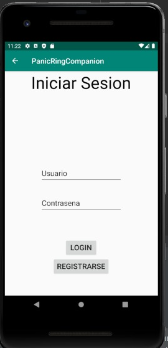 11:22
PanicRingCompanion
Iniciar Sesion
Usuario
Contrasena
LOGIN
REGISTRARSE